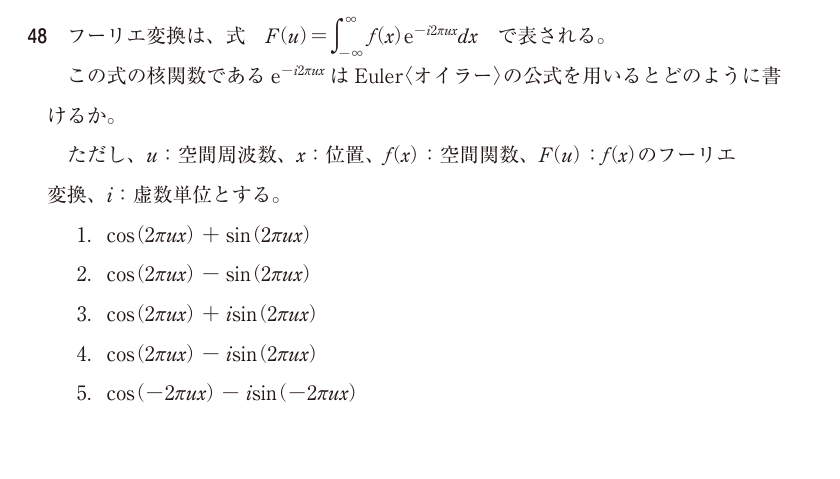 48 フーリエ変換は、式 F(u)=∫_{-∞}^{∞} f(x)e^{-i2πux}dx で表される。
この式の核関数である e^{-i2πux} は Euler〈オイラー〉の公式を用いるとどのように書
けるか。
ただし、u：空間周波数、x：位置、f(x)：空間関数、F(u)：f(x)のフーリエ
変換、i：虚数単位とする。
1. cos(2πux) + sin(2πux)
2. cos(2πux) − sin(2πux)
3. cos(2πux) + isin(2πux)
4. cos(2πux) − isin(2πux)
5. cos(−2πux) − isin(−2πux)